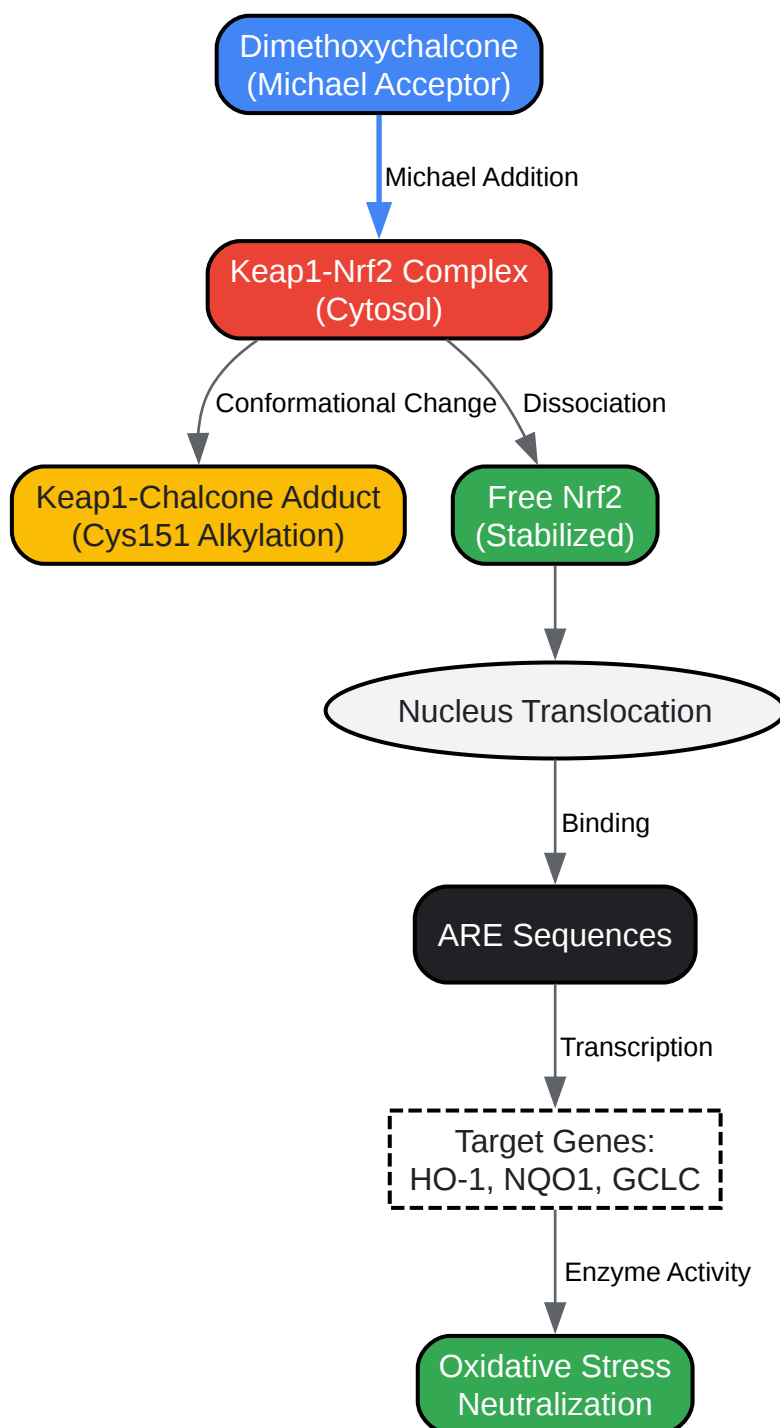 Dimethoxychalcone
(Michael Acceptor)
Michael Addition
Keap1-Nrf2 Complex
(Cytosol)
Conformational Change
Dissociation
Keap1-Chalcone Adduct
(Cys151 Alkylation)
Free Nrf2
(Stabilized)
Nucleus Translocation
Binding
ARE Sequences
Transcription
Target Genes:
HO-1, NQO1, GCLC
Enzyme Activity
Oxidative Stress
Neutralization